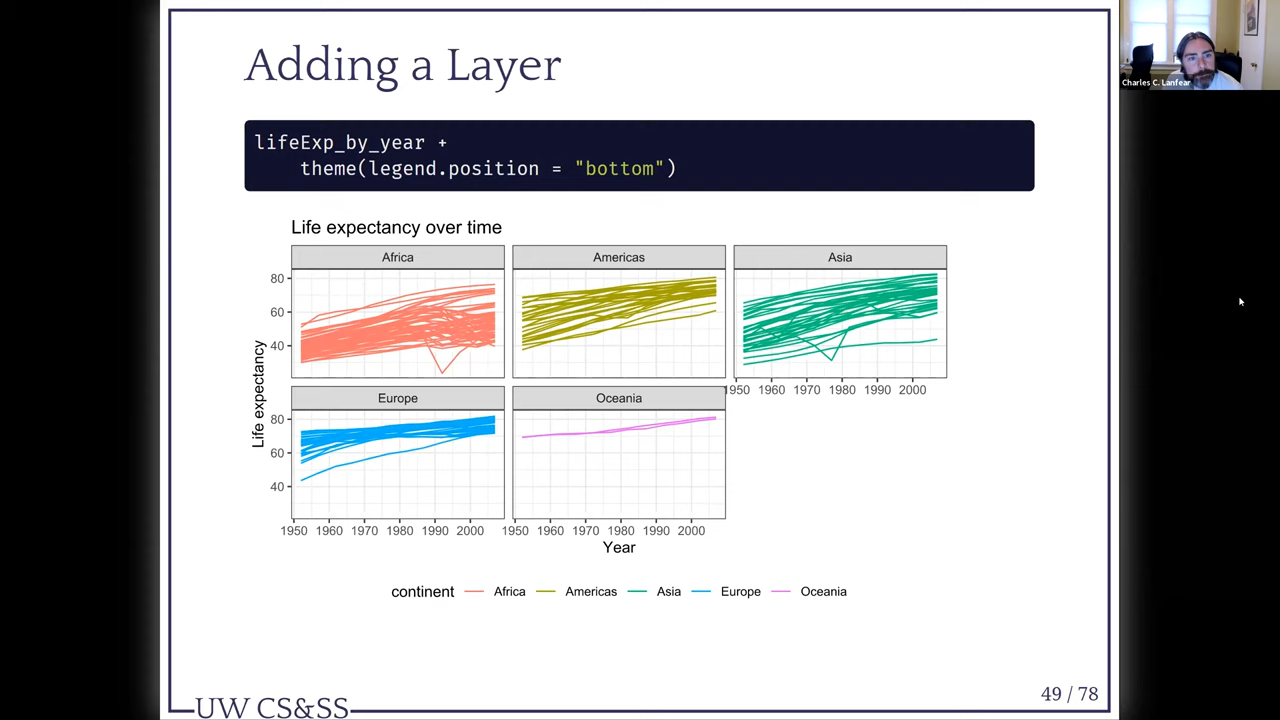 Adding a Layer
Charles C. Lanfear
lifeExp_by_year +
theme(legend.position = "bottom")
Life expectancy over time
Africa Americas Asia
80
60
40
1950 1960 1970 1980 1990 2000
Life expectancy
Europe Oceania
80
60
40
1950 1960 1970 1980 1990 2000 1950 1960 1970 1980 1990 2000
Year
continent Africa Americas Asia Europe Oceania
49 / 78
UW CS&SS